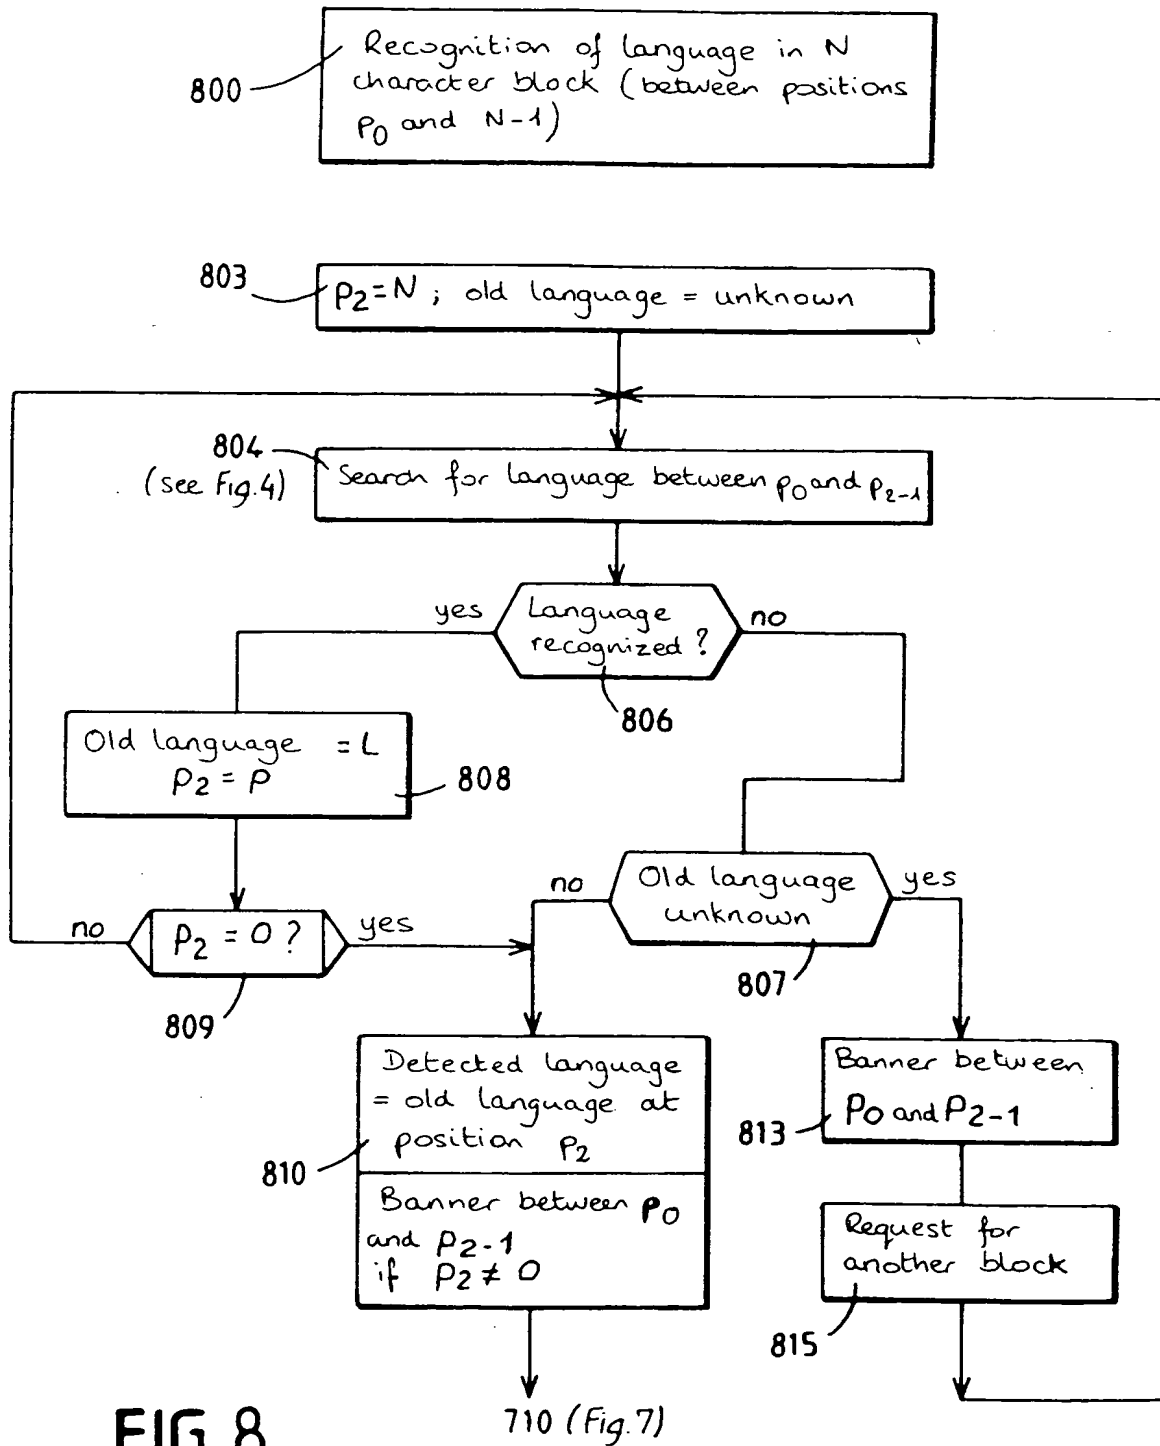 Recognition of language in N
800
character block (between positions
p0 and N-1)
803
p2=N ; old language = unknown
804
(see Fig.4)
Search for language between p0 and p2-1
yes
Language
recognized ?
no
806
Old language = L
p2 = p
808
no
Old language
unknown
yes
no
p2 = 0 ?
yes
807
809
Detected language
= old language at
position p2
810
Banner between p0
and p2-1
if p2 ≠ 0
Banner between
p0 and p2-1
813
Request for
another block
815
710 (Fig.7)
FIG.8